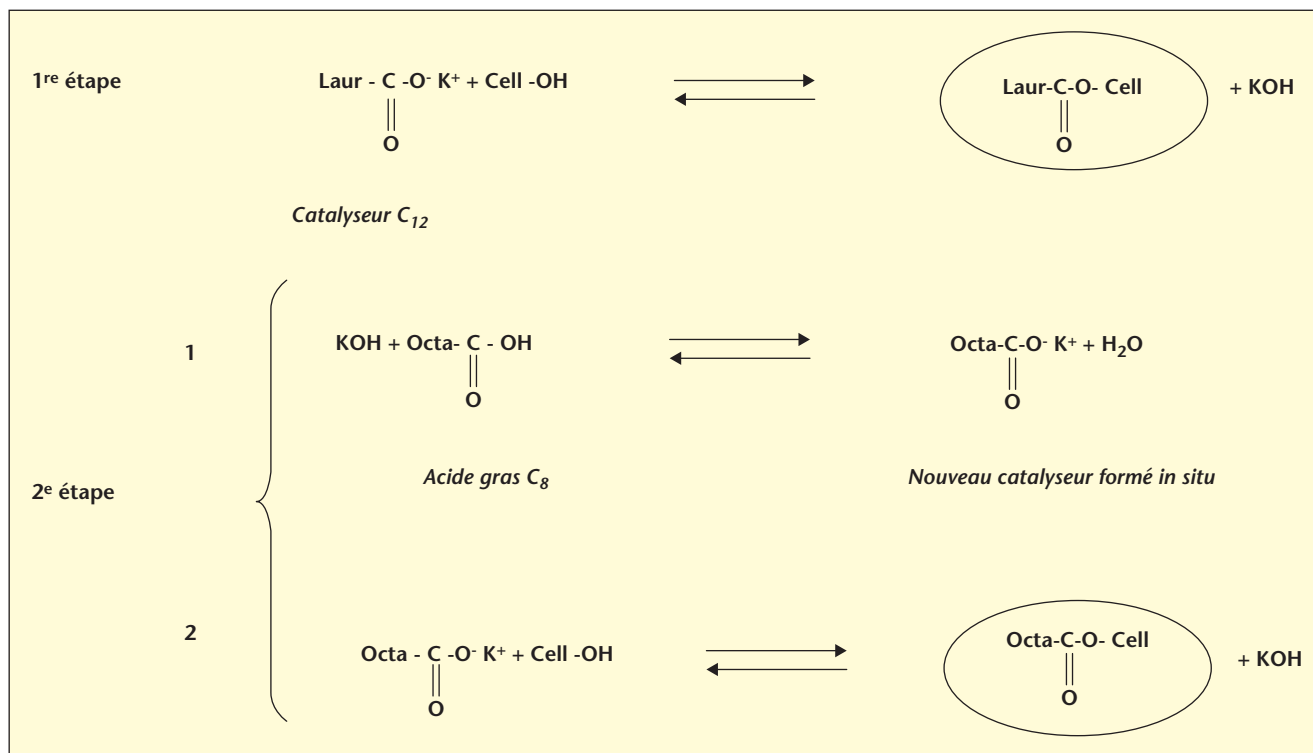 1re étape
Laur - C -O- K+ + Cell -OH
O
Laur-C-O- Cell
O
+ KOH
Catalyseur C12
2e étape
1
KOH + Octa- C - OH
O
Octa-C-O- K+ + H2O
O
Acide gras C8
Nouveau catalyseur formé in situ
2
Octa - C -O- K+ + Cell -OH
O
Octa-C-O- Cell
O
+ KOH